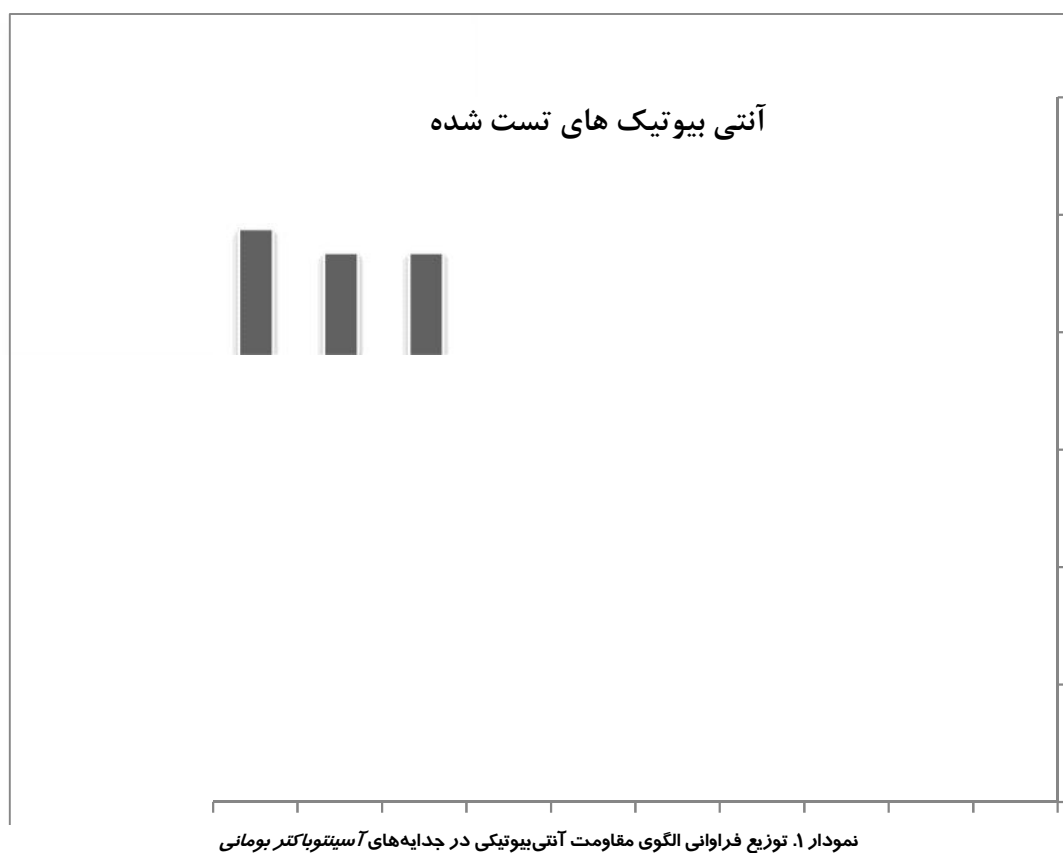 آنتی بیوتیک های تست شده
نمودار ۱. توزیع فراوانی الگوی مقاومت آنتی‌بیوتیکی در جدایه‌های آسینتوباکتر بومانی